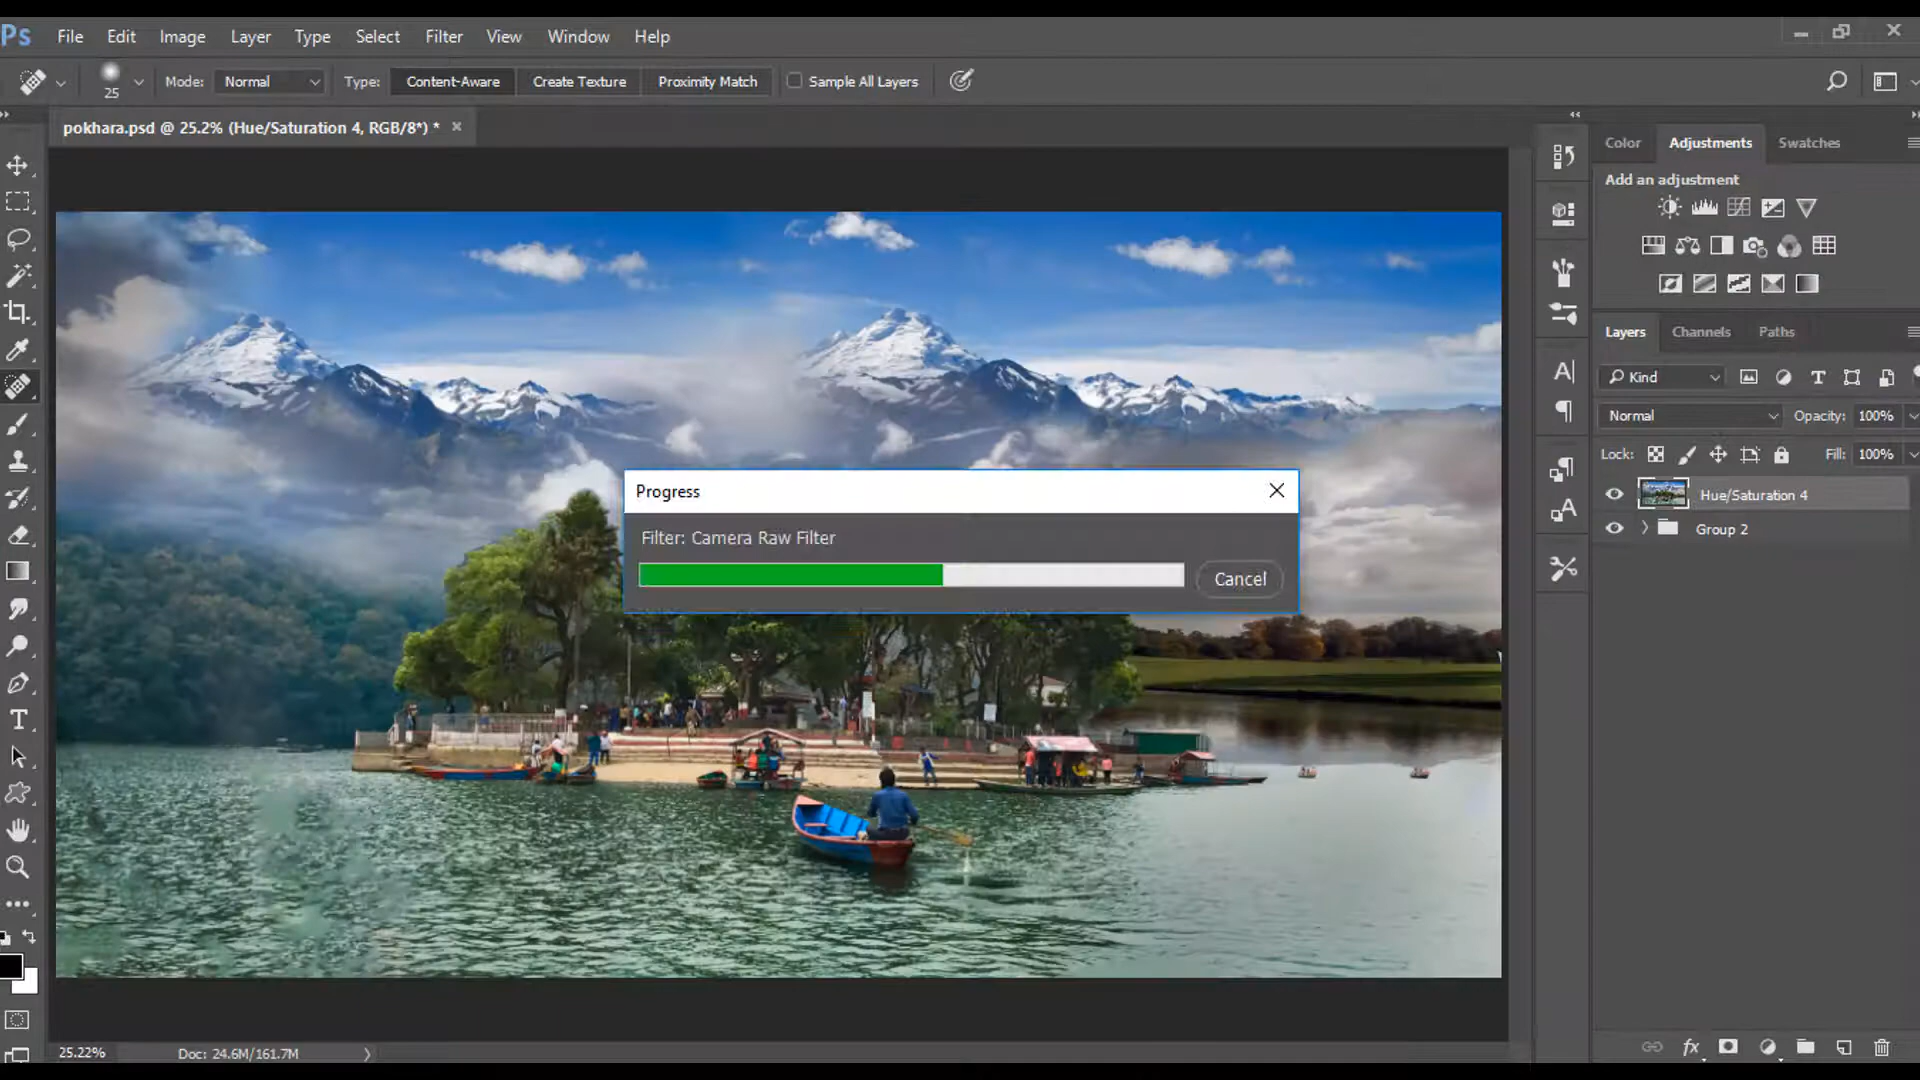 Ps File Edit Image Layer Type Select Filter View Window Help
25 Mode: Normal Type: Content-Aware Create Texture Proximity Match Sample All Layers
pokhara.psd @ 25.2% (Hue/Saturation 4, RGB/8*) *
Color Adjustments Swatches
Add an adjustment
Layers Channels Paths
Kind
Normal Opacity: 100%
Lock: Fill: 100%
Hue/Saturation 4
Group 2
Progress
Filter: Camera Raw Filter
Cancel
25.22% Doc: 24.6M/161.7M
fx